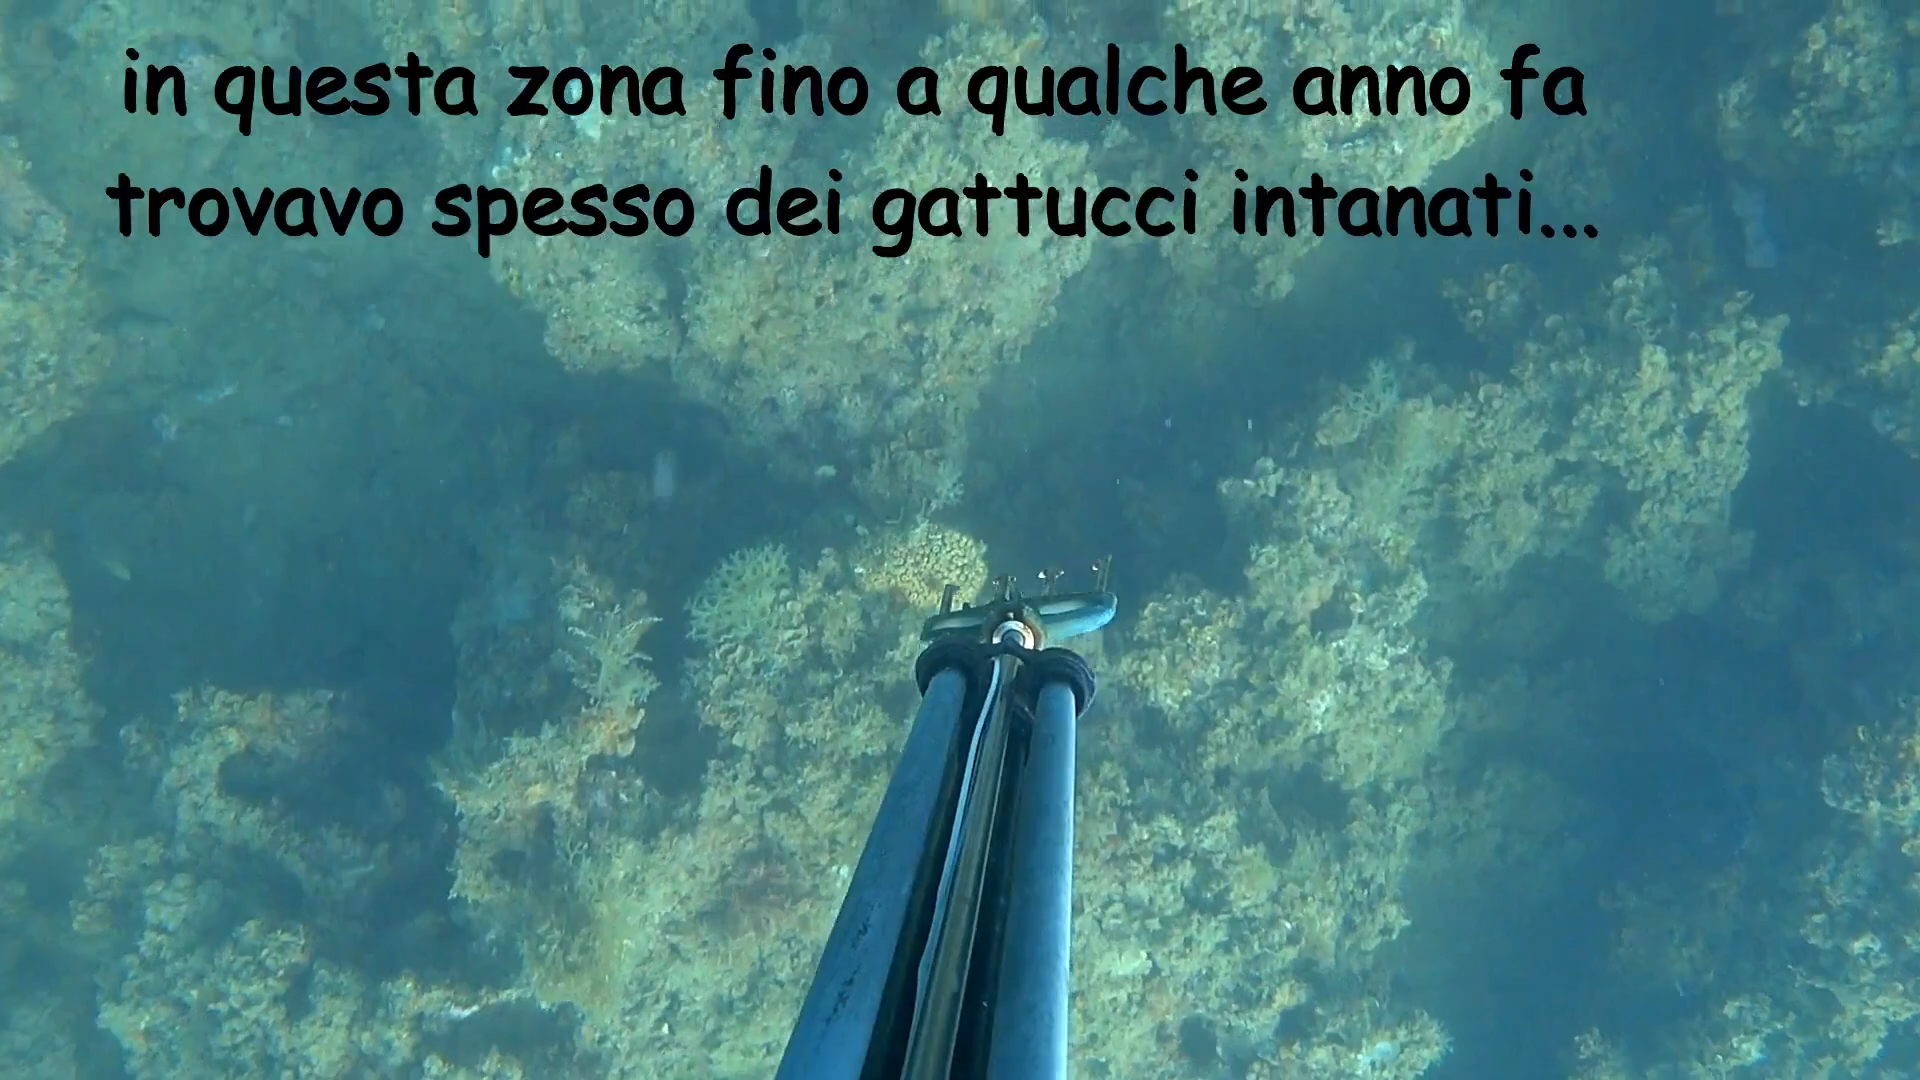 in questa zona fino a qualche anno fa
trovavo spesso dei gattucci intanati...